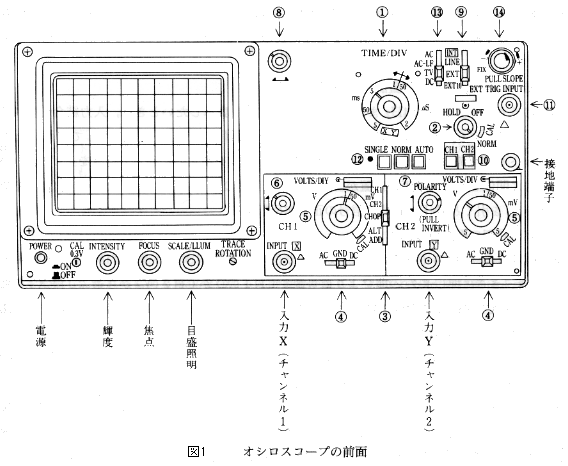 ⑧ ① ⑬ ⑨ ⑭
TIME/DIV
AC
AC-LF
TV
DC
INT
LINE
EXT
EXT10
FIX
PULL SLOPE
EXT TRIG INPUT
⑪
ms
μS
X Y
HOLD OFF
②
NORM
⑫
SINGLE NORM AUTO
CH1 CH2
⑩
接地端子
⑥
VOLTS/DIV
V
mV
⑤
CAL
CH1
INPUT X
AC GND DC
CH1
CH2
CHOP
ALT
ADD
⑦
POLARITY
(PULL
INVERT)
CH2
VOLTS/DIV
V
mV
⑤
CAL
INPUT Y
AC GND DC
POWER
ON
OFF
CAL
0.3V
INTENSITY
FOCUS
SCALE/LLUM
TRACE
ROTATION
④ ③ ④
電源
輝度
焦点
目盛照明
入力X(チャンネル1)
入力Y(チャンネル2)
図1 オシロスコープの前面